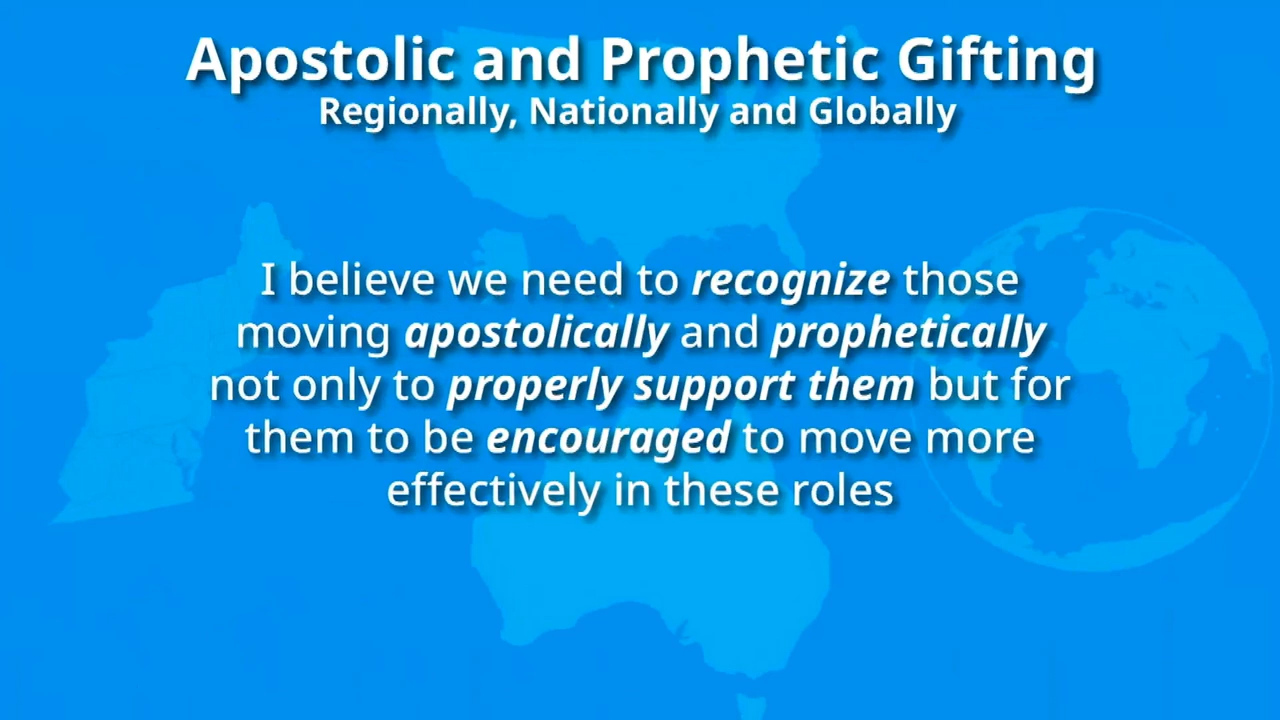 Apostolic and Prophetic Gifting
Regionally, Nationally and Globally
I believe we need to recognize those
moving apostolically and prophetically
not only to properly support them but for
them to be encouraged to move more
effectively in these roles